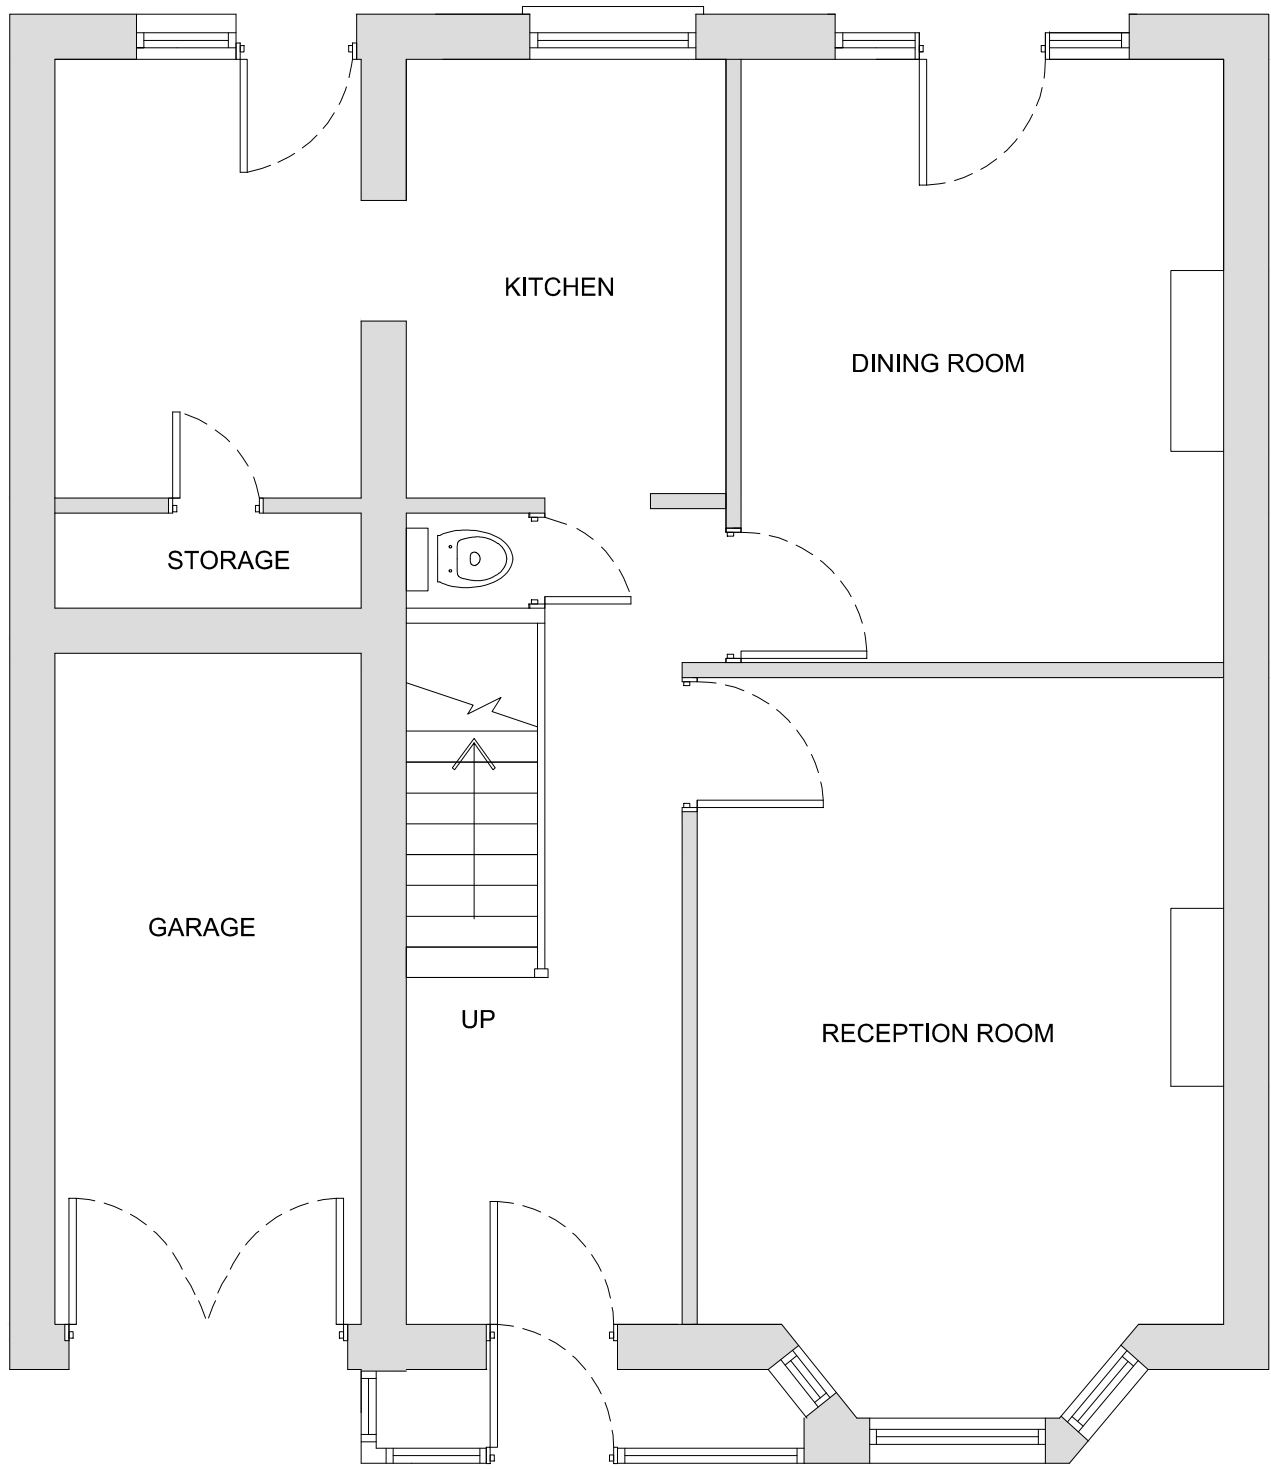 KITCHEN
DINING ROOM
STORAGE
GARAGE
UP
RECEPTION ROOM